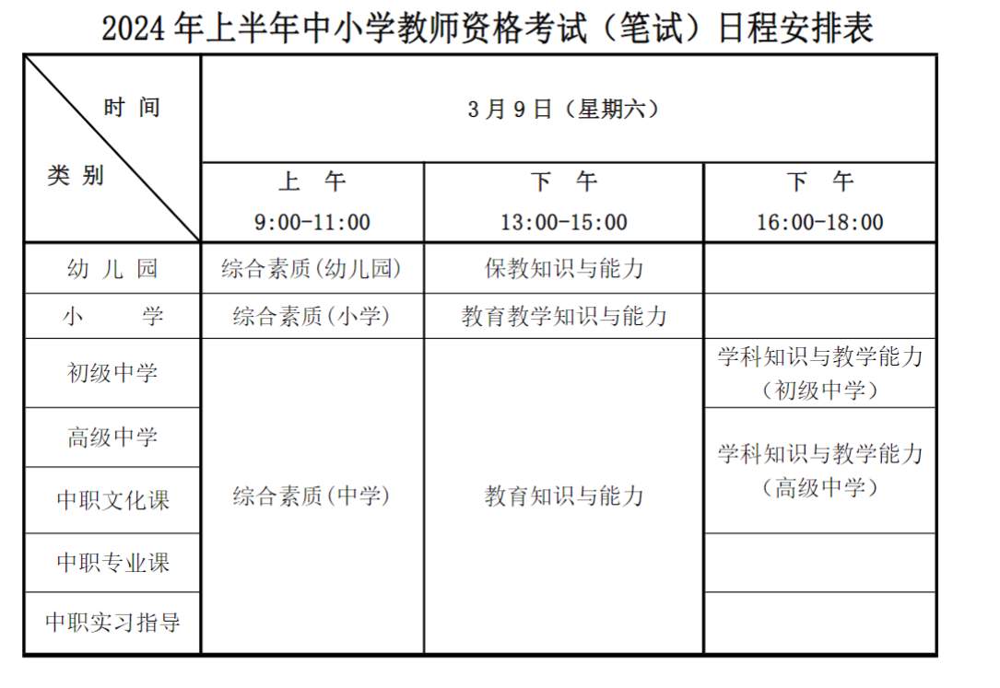 2024年上半年中小学教师资格考试（笔试）日程安排表
时 间
类 别
3月9日（星期六）
上 午
9:00-11:00
下 午
13:00-15:00
下 午
16:00-18:00
幼 儿 园
综合素质(幼儿园)
保教知识与能力
小 学
综合素质(小学)
教育教学知识与能力
初级中学
学科知识与教学能力
（初级中学）
高级中学
学科知识与教学能力
（高级中学）
中职文化课
综合素质(中学)
教育知识与能力
中职专业课
中职实习指导